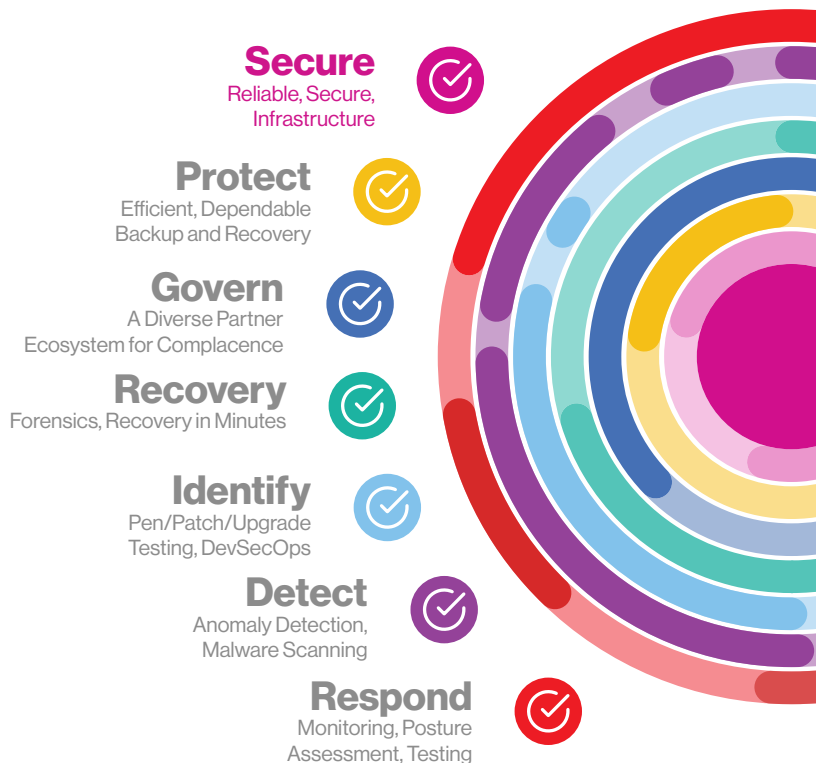 Secure
Reliable, Secure,
Infrastructure
Protect
Efficient, Dependable
Backup and Recovery
Govern
A Diverse Partner
Ecosystem for Complacence
Recovery
Forensics, Recovery in Minutes
Identify
Pen/Patch/Upgrade
Testing, DevSecOps
Detect
Anomaly Detection,
Malware Scanning
Respond
Monitoring, Posture
Assessment, Testing